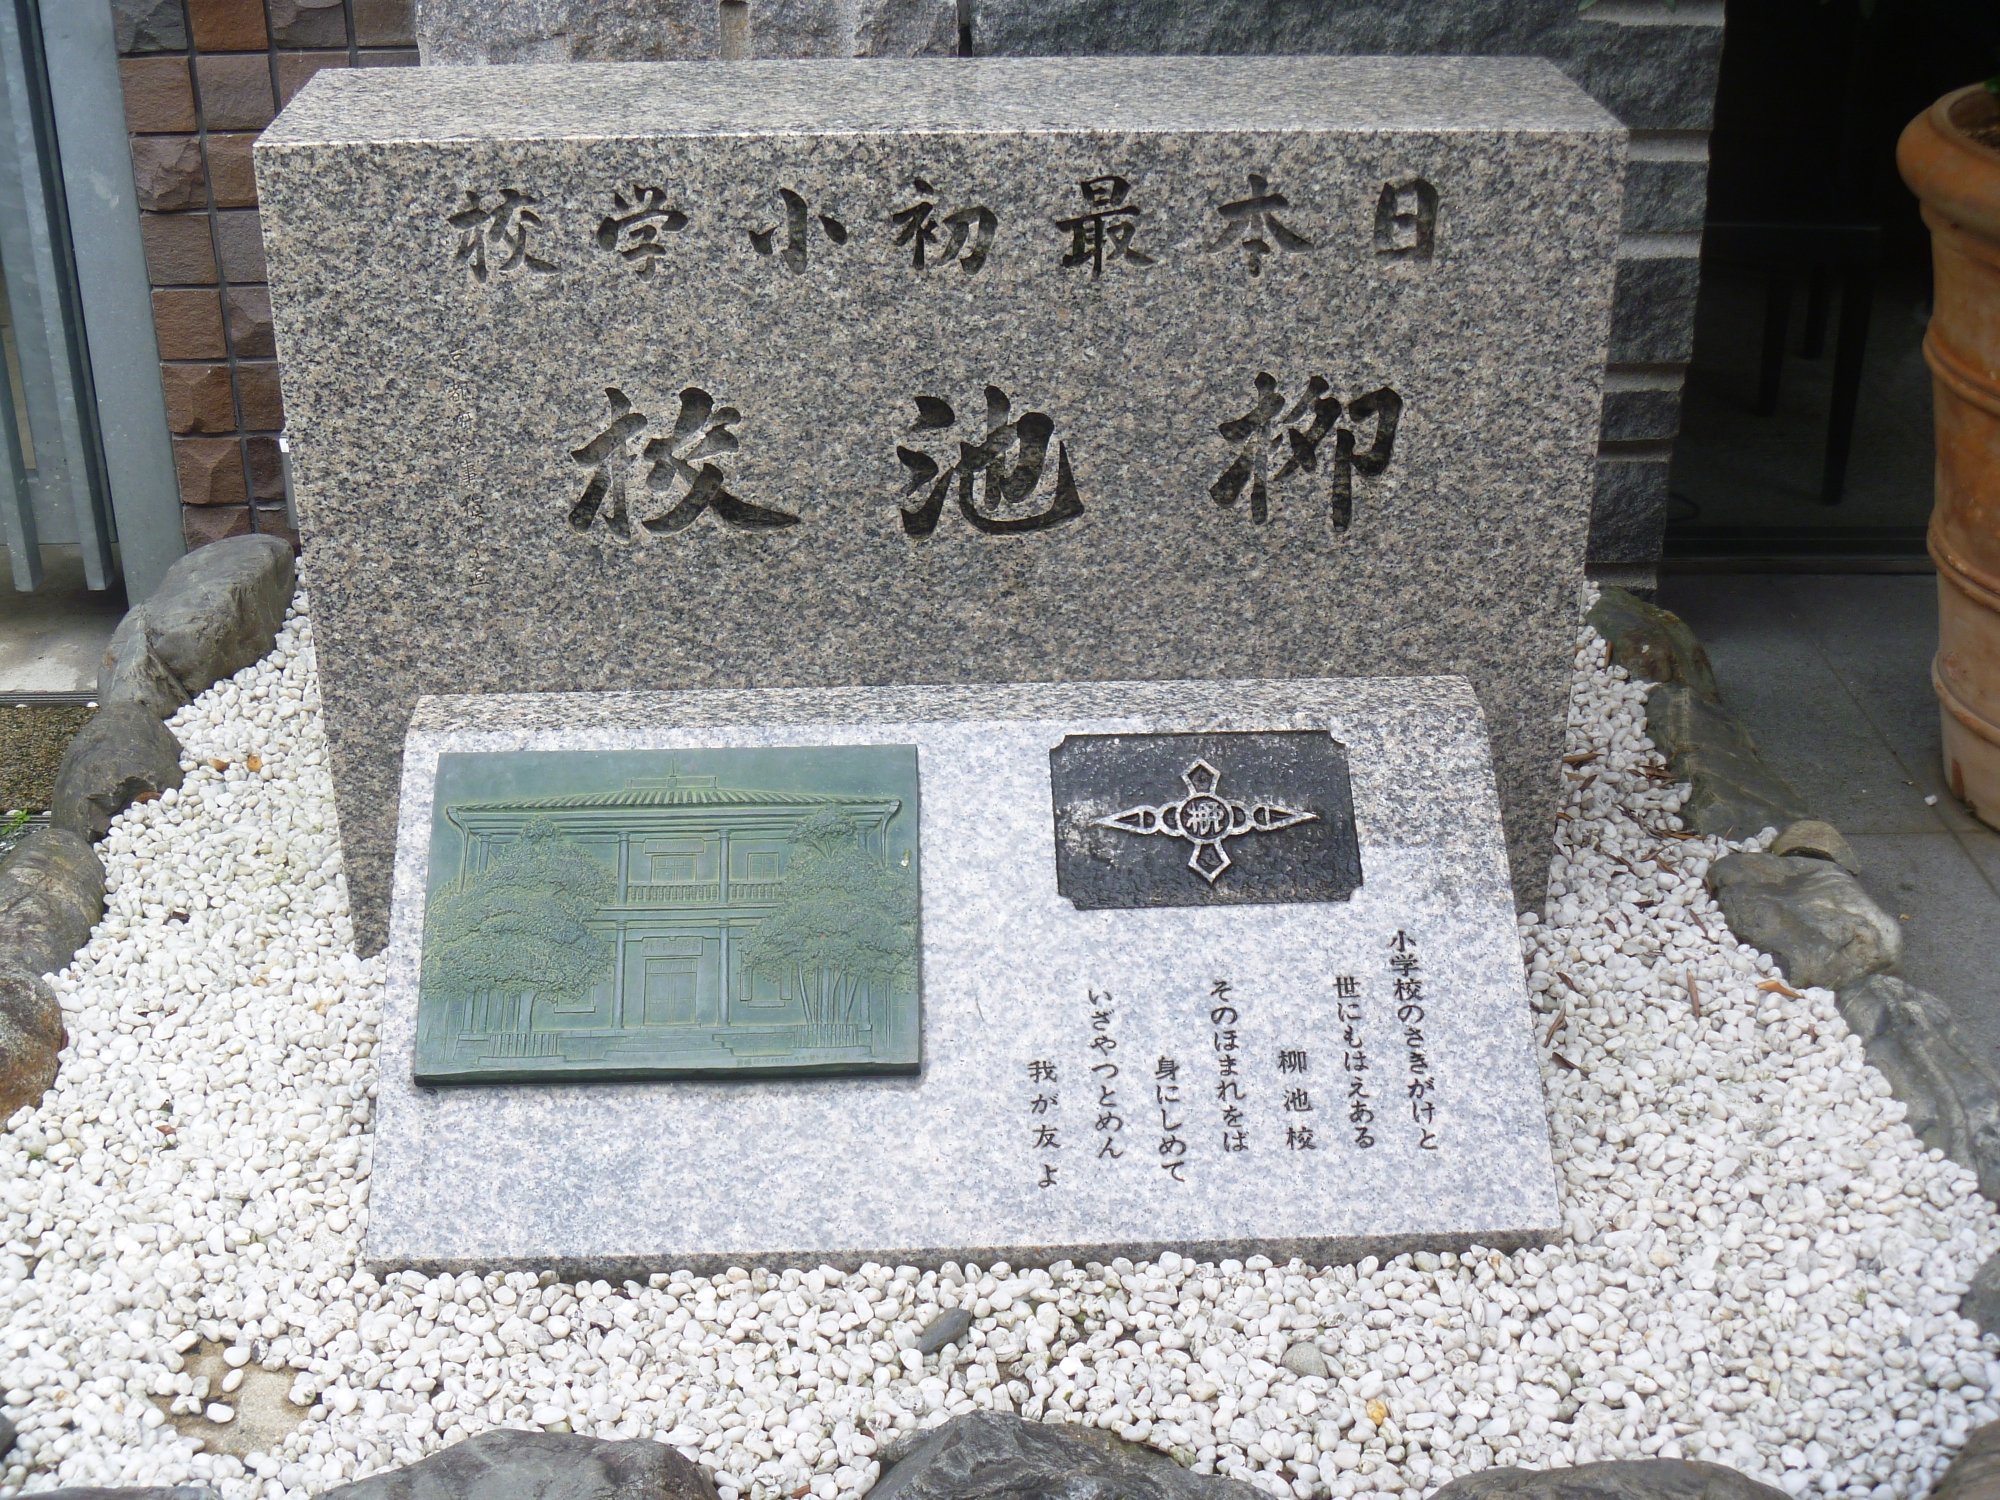 日本最初小学校
柳池校
小学校のさきがけと
世にもはえある
柳池校
そのほまれをば
身にしめて
いざやつとめん
我が友よ